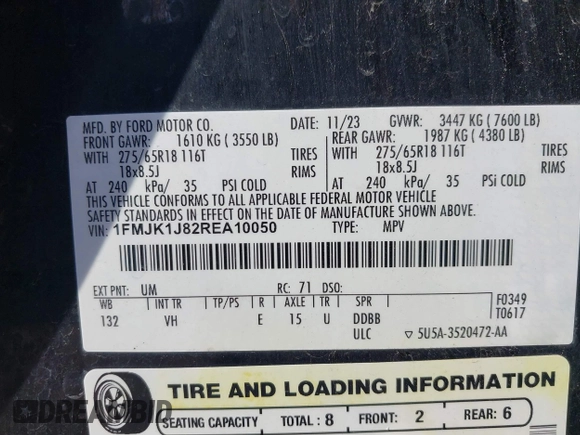 MFD. BY FORD MOTOR CO.
DATE: 11/23 GVWR: 3447 KG (7600 LB)
FRONT GAWR: 1610 KG (3550 LB)
REAR GAWR: 1987 KG (4380 LB)
WITH 275/65R18 116T TIRES
275/65R18 116T TIRES
18x8.5J RIMS
18x8.5J RIMS
AT 240 kPa/ 35 PSi COLD
AT 240 kPa/ 35 PSi COLD
THIS VEHICLE CONFORMS TO ALL APPLICABLE FEDERAL MOTOR VEHICLE
SAFETY STANDARDS IN EFFECT ON THE DATE OF MANUFACTURE SHOWN ABOVE.
VIN: 1FMJK1J82REA10050 TYPE: MPV
EXT PNT: UM RC: 71 DSO:
WB INT TR TP/PS R AXLE TR SPR F0349
132 VH E 15 U DDBB T0617
ULC ▽ 5U5A-3520472-AA
TIRE AND LOADING INFORMATION
SEATING CAPACITY TOTAL : 8 FRONT: 2 REAR: 6
DREAMBID